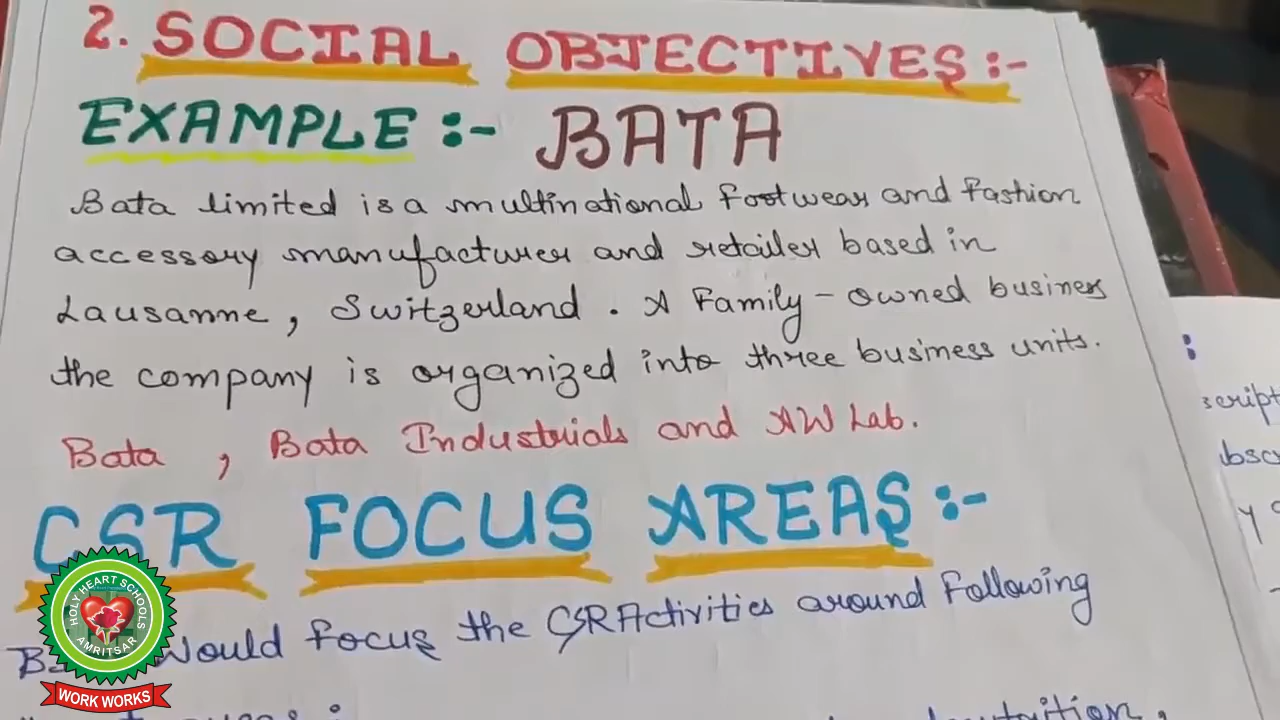 2. SOCIAL OBJECTIVES :-
EXAMPLE :- BATA
Bata limited is a multinational footwear and fashion
accessory manufacturer and retailer based in
Lausanne, Switzerland. A Family-owned business
the company is organized into three business units.
Bata, Bata Industrials and AW Lab.
CSR FOCUS AREAS :-
would focus the CSR Activities around following
:
script
y
HOLY HEART SCHOOLS
AMRITSAR
WORK WORKS